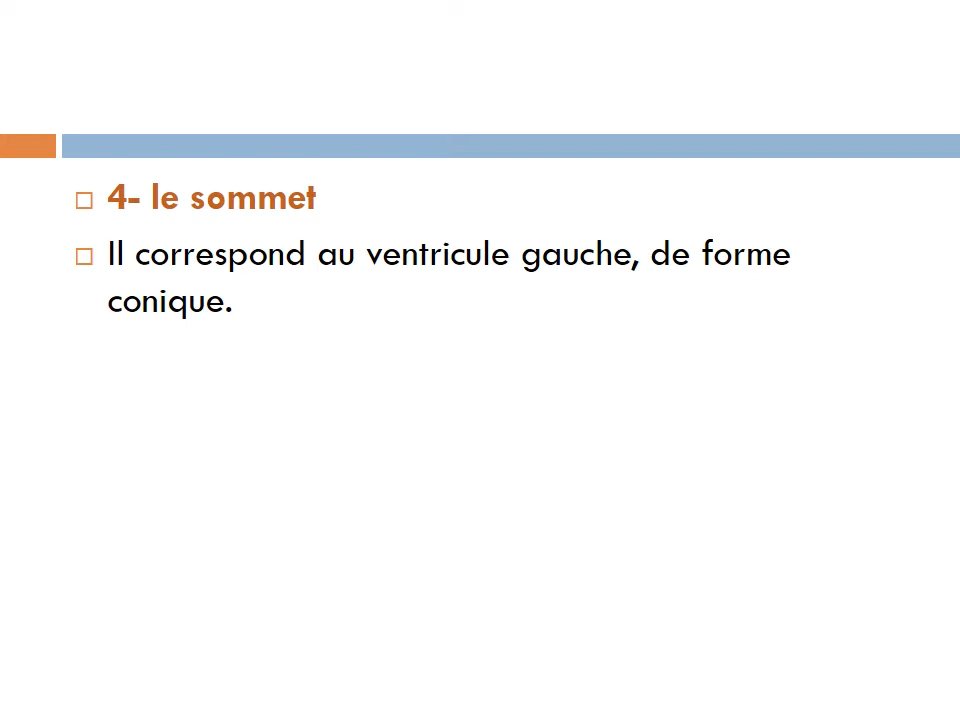 4- le sommet
Il correspond au ventricule gauche, de forme
conique.